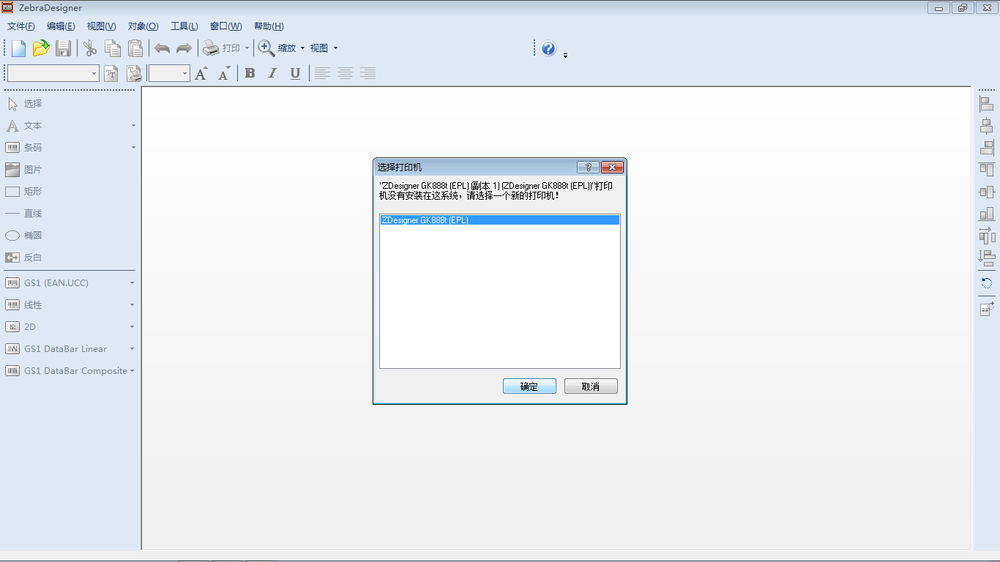 ZebraDesigner
文件(F) 编辑(E) 视图(V) 对象(O) 工具(L) 窗口(W) 帮助(H)
打印 缩放 视图
B I U
选择
文本
条码
图片
矩形
直线
椭圆
反白
GS1 (EAN.UCC)
线性
2D
GS1 DataBar Linear
GS1 DataBar Composite
选择打印机
'ZDesigner GK888t (EPL) (副本 1) (ZDesigner GK888t (EPL))'打印
机没有安装在这系统，请选择一个新的打印机！
ZDesigner GK888t (EPL)
确定 取消